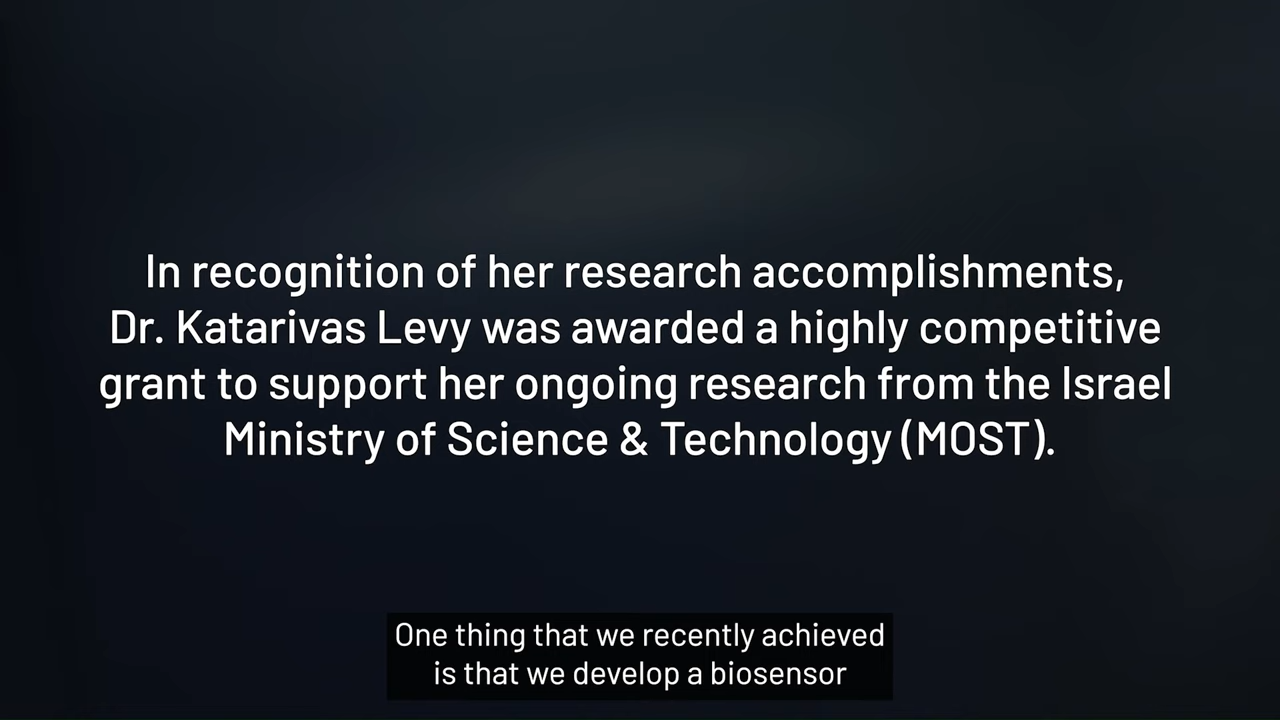 In recognition of her research accomplishments,
Dr. Katarivas Levy was awarded a highly competitive
grant to support her ongoing research from the Israel
Ministry of Science & Technology (MOST).
One thing that we recently achieved
is that we develop a biosensor